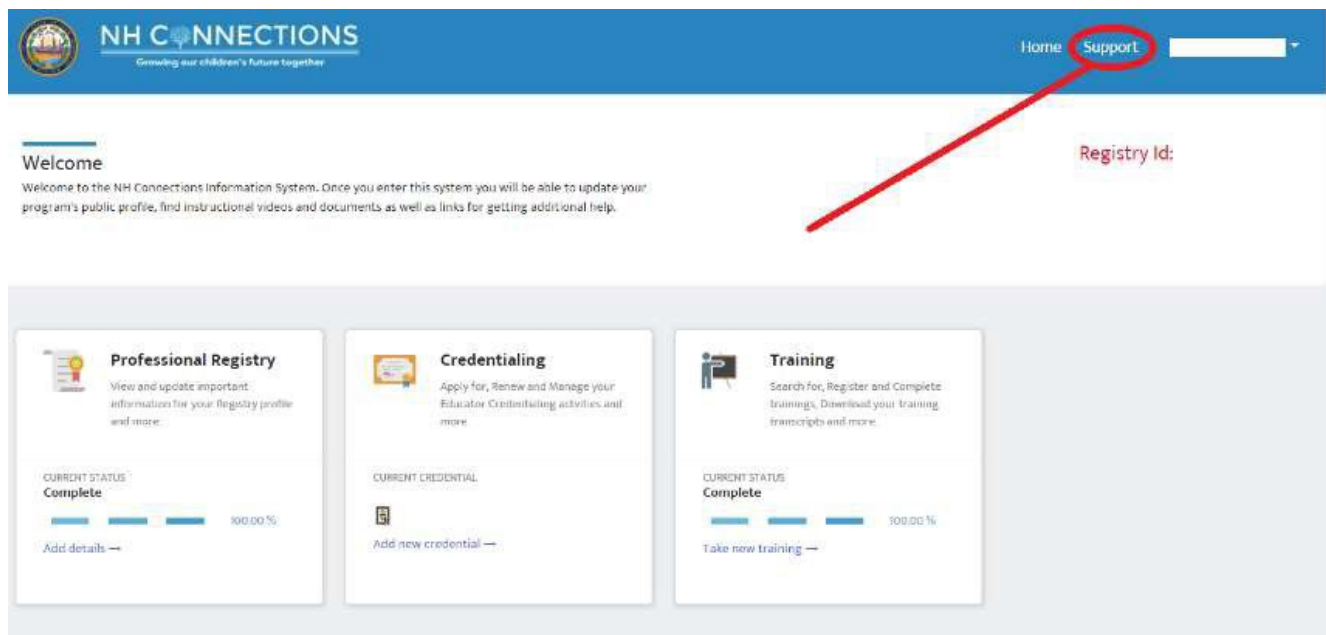 NH CONNECTIONS
Growing our children's future together
Home Support
Welcome
Registry Id:
Welcome to the NH Connections Information System. Once you enter this system you will be able to update your
program's public profile, find instructional videos and documents as well as links for getting additional help.
Professional Registry
View and update important
information for your Registry profile
and more.
CURRENT STATUS
Complete
100.00 %
Add details →
Credentialing
Apply for, Renew and Manage your
Educator Credentialing activities and
more
CURRENT CREDENTIAL
Add new credential →
Training
Search for, Register and Complete
trainings, Download your training
transcripts and more
CURRENT STATUS
Complete
100.00 %
Take new training →